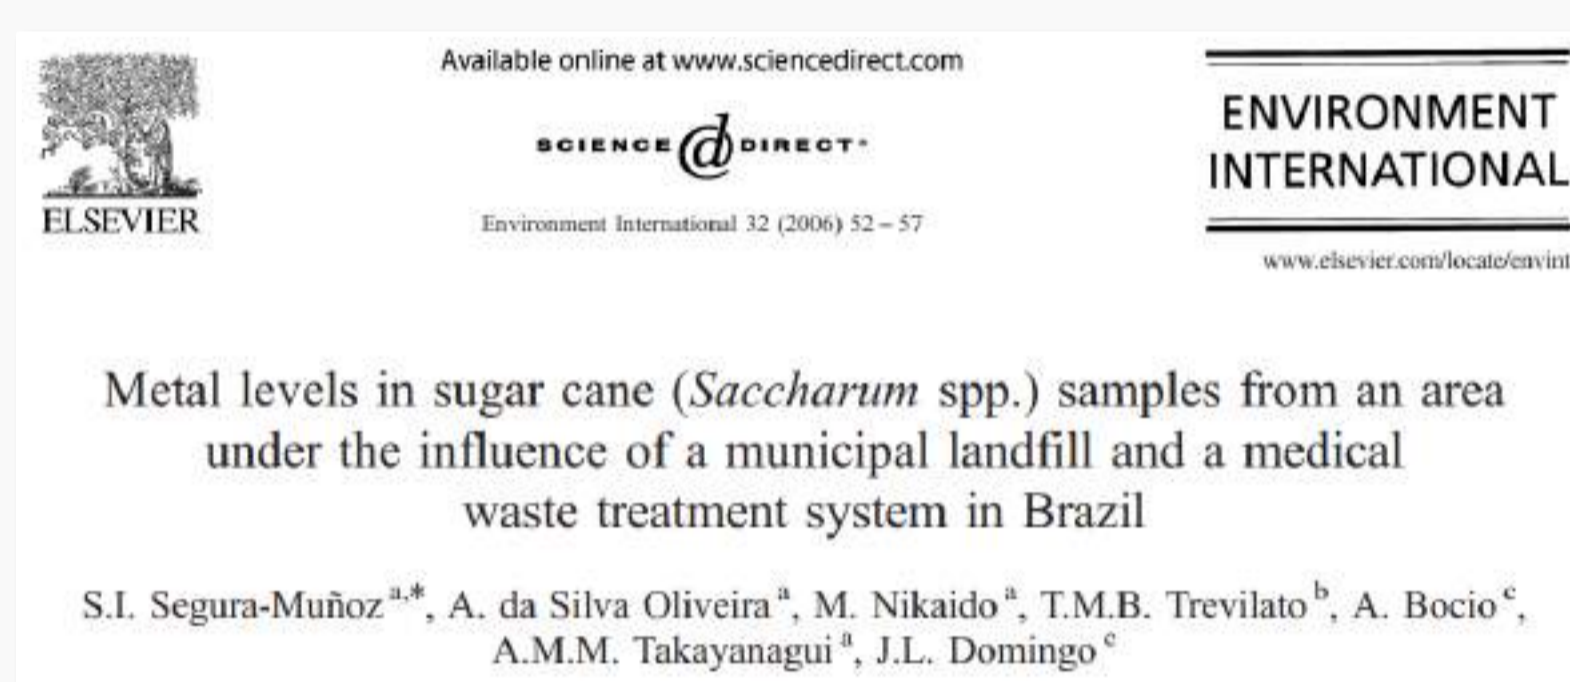 Available online at www.sciencedirect.com
ELSEVIER
SCIENCE d DIRECT®
Environment International 32 (2006) 52 – 57
ENVIRONMENT
INTERNATIONAL
www.elsevier.com/locate/envint
Metal levels in sugar cane (Saccharum spp.) samples from an area
under the influence of a municipal landfill and a medical
waste treatment system in Brazil
S.I. Segura-Muñoz a,*, A. da Silva Oliveira a, M. Nikaido a, T.M.B. Trevilato b, A. Bocio c,
A.M.M. Takayanagui a, J.L. Domingo c